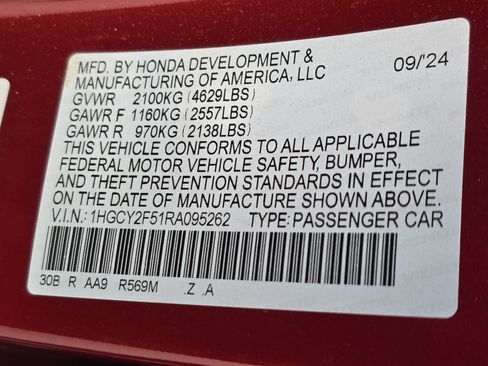 MFD. BY HONDA DEVELOPMENT &
MANUFACTURING OF AMERICA, LLC 09/'24
GVWR 2100KG (4629LBS)
GAWR F 1160KG (2557LBS)
GAWR R 970KG (2138LBS)
THIS VEHICLE CONFORMS TO ALL APPLICABLE
FEDERAL MOTOR VEHICLE SAFETY, BUMPER,
AND THEFT PREVENTION STANDARDS IN EFFECT
ON THE DATE OF MANUFACTURE SHOWN ABOVE.
V.I.N.: 1HGCY2F51RA095262 TYPE: PASSENGER CAR
30B R AA9 R569M .Z .A